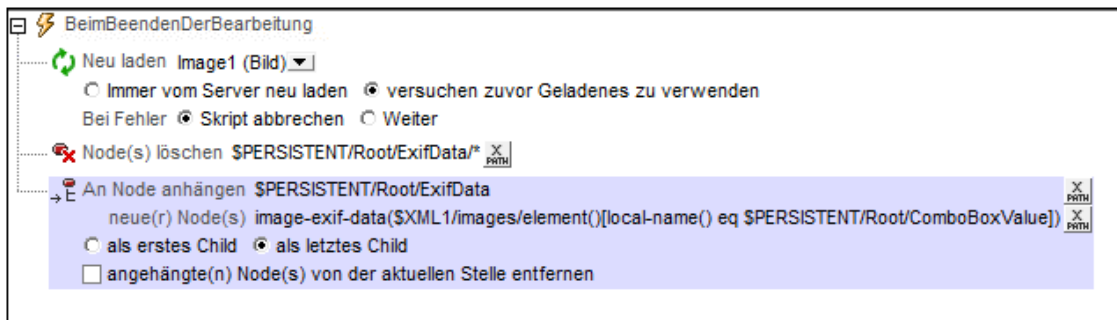 BeimBeendenDerBearbeitung
Neu laden Image1 (Bild)
Immer vom Server neu laden versuchen zuvor Geladenes zu verwenden
Bei Fehler Skript abbrechen Weiter
Node(s) löschen $PERSISTENT/Root/ExifData/* X PATH
An Node anhängen $PERSISTENT/Root/ExifData X PATH
neue(r) Node(s) image-exif-data($XML1/images/element()[local-name() eq $PERSISTENT/Root/ComboBoxValue]) X PATH
als erstes Child als letztes Child
angehängte(n) Node(s) von der aktuellen Stelle entfernen